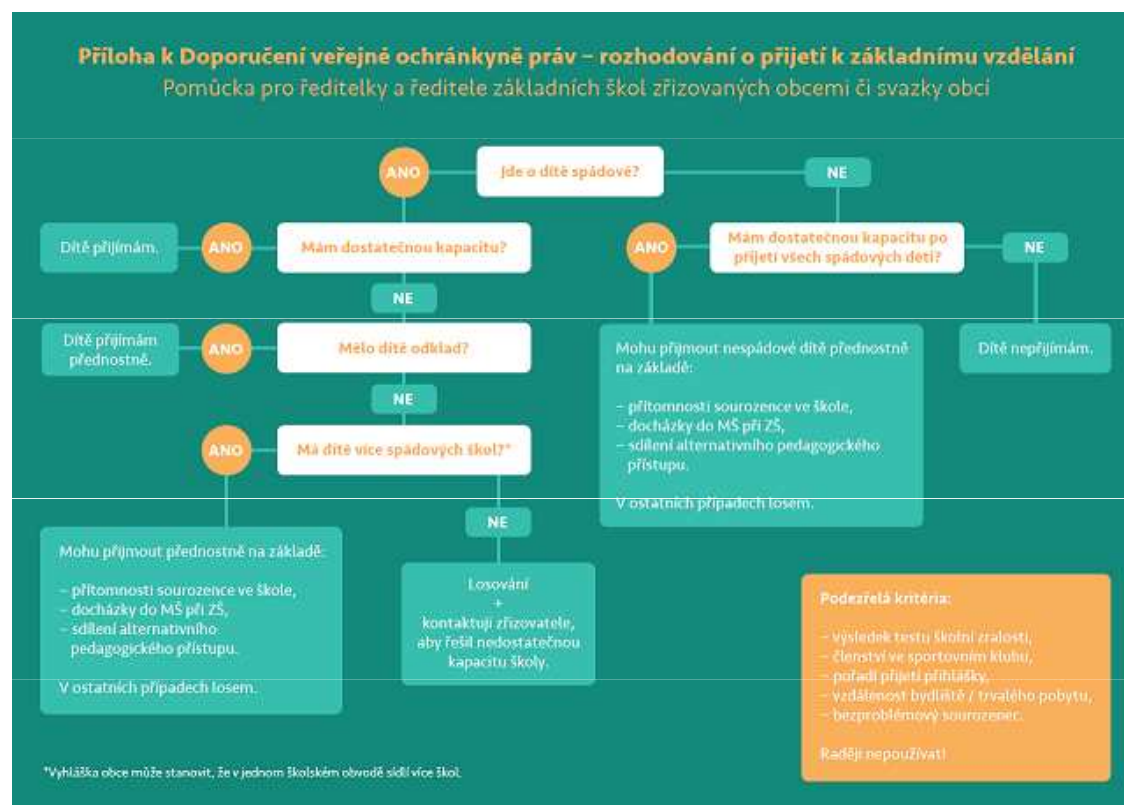 Příloha k Doporučení veřejné ochránkyně práv – rozhodování o přijetí k základnímu vzdělání
Pomůcka pro ředitelky a ředitele základních škol zřizovaných obcemi či svazky obcí
ANO
Jde o dítě spádové?
NE
Dítě přijímám.
ANO
Mám dostatečnou kapacitu?
ANO
Mám dostatečnou kapacitu po
přijetí všech spádových dětí?
NE
NE
Dítě přijímám
přednostně.
ANO
Mělo dítě odklad?
Mohu přijmout nespádové dítě přednostně
na základě:
– přítomnosti sourozence ve škole,
– docházky do MŠ při ZŠ,
– sdílení alternativního pedagogického
přístupu.
V ostatních případech losem.
Dítě nepřijímám.
NE
ANO
Má dítě více spádových škol?*
NE
Mohu přijmout přednostně na základě:
– přítomnosti sourozence ve škole,
– docházky do MŠ při ZŠ,
– sdílení alternativního
pedagogického přístupu.
V ostatních případech losem.
Losování
+
kontaktuji zřizovatele,
aby řešil nedostatečnou
kapacitu školy.
Podezřelá kritéria:
– výsledek testu školní zralosti,
– členství ve sportovním klubu,
– pořadí přijetí přihlášky,
– vzdálenost bydliště / trvalého pobytu,
– bezproblémový sourozenec.
Raději nepoužívat!
*Vyhláška obce může stanovit, že v jednom školském obvodě sídlí více škol.